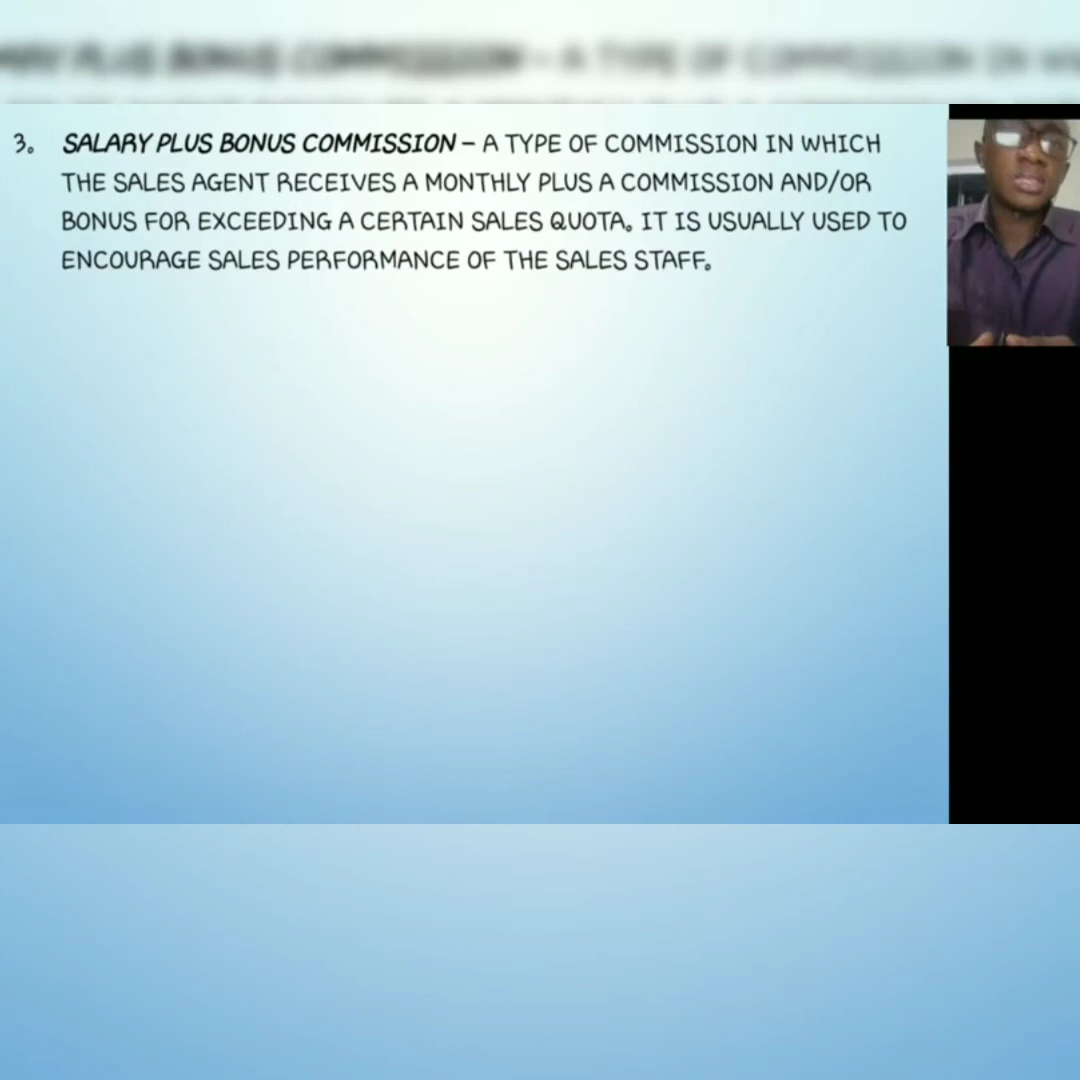 3. SALARY PLUS BONUS COMMISSION – A TYPE OF COMMISSION IN WHICH
THE SALES AGENT RECEIVES A MONTHLY PLUS A COMMISSION AND/OR
BONUS FOR EXCEEDING A CERTAIN SALES QUOTA. IT IS USUALLY USED TO
ENCOURAGE SALES PERFORMANCE OF THE SALES STAFF.